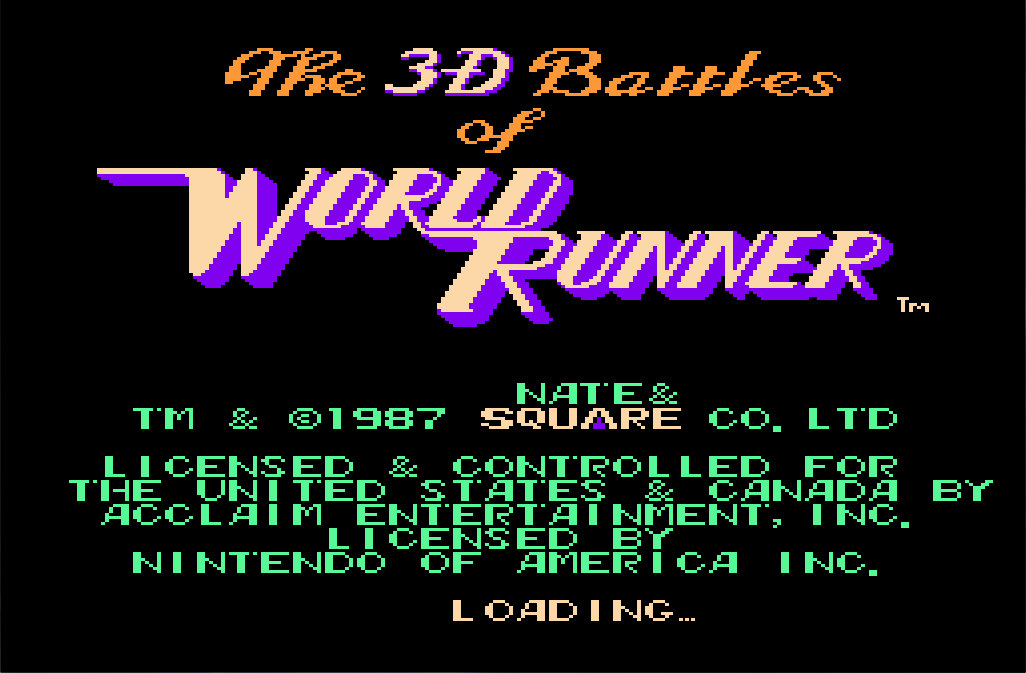 The 3D Battles
of
WORLD
RUNNER
TM
NATE&
TM & ©1987 SQUARE CO. LTD
LICENSED & CONTROLLED FOR
THE UNITED STATES & CANADA BY
ACCLAIM ENTERTAINMENT, INC.
LICENSED BY
NINTENDO OF AMERICA INC.
LOADING…